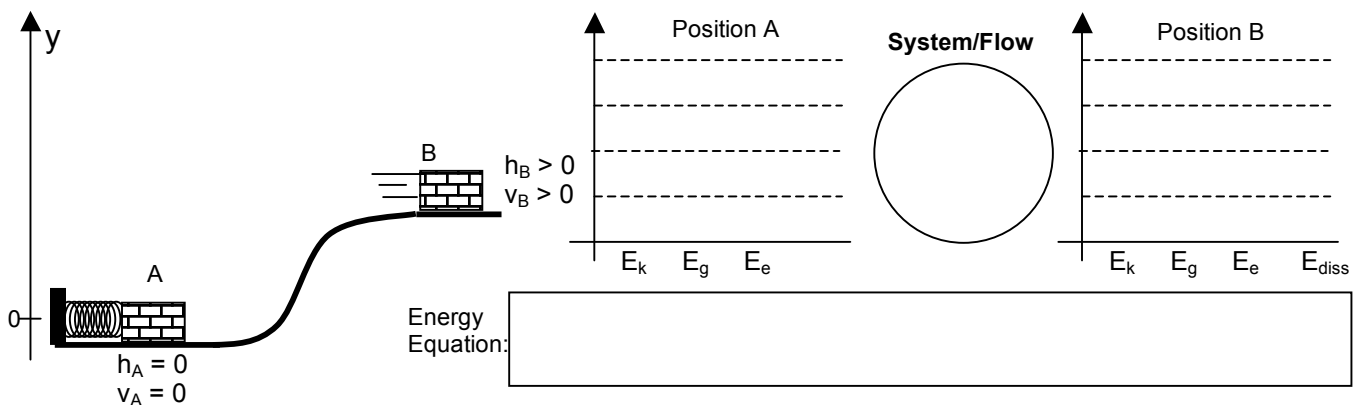 y
0
A
h_A = 0
v_A = 0
B
h_B > 0
v_B > 0
Position A
E_k E_g E_e
System/Flow
Position B
E_k E_g E_e E_diss
Energy
Equation: